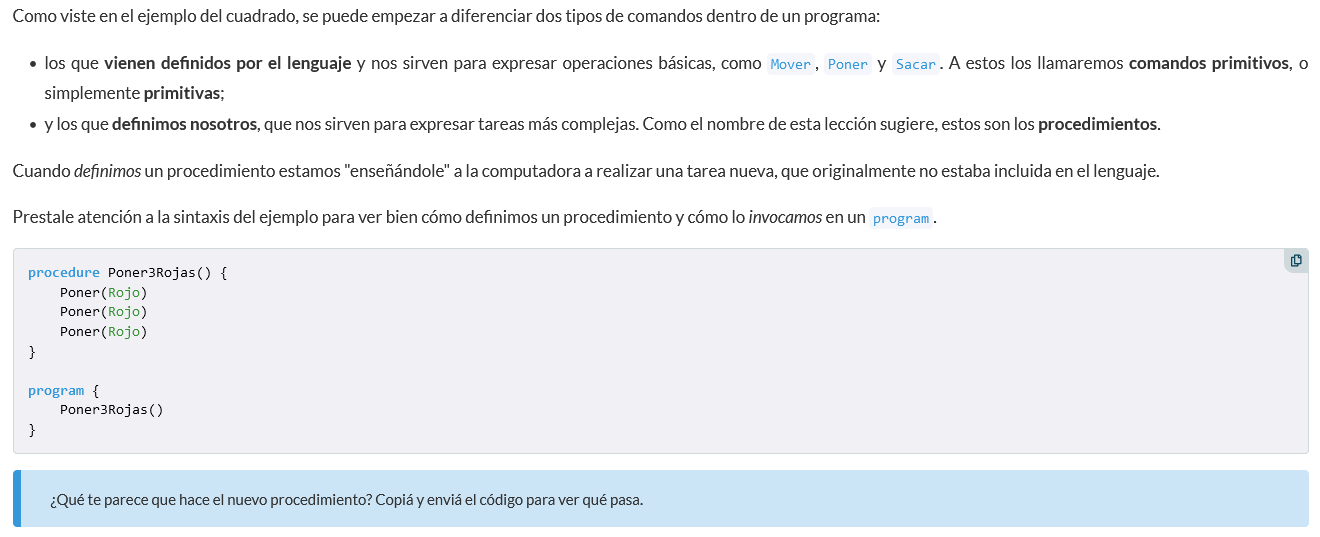 Como viste en el ejemplo del cuadrado, se puede empezar a diferenciar dos tipos de comandos dentro de un programa:
• los que vienen definidos por el lenguaje y nos sirven para expresar operaciones básicas, como Mover, Poner y Sacar. A estos los llamaremos comandos primitivos, o
simplemente primitivas;
• y los que definimos nosotros, que nos sirven para expresar tareas más complejas. Como el nombre de esta lección sugiere, estos son los procedimientos.
Cuando definimos un procedimiento estamos "enseñándole" a la computadora a realizar una tarea nueva, que originalmente no estaba incluida en el lenguaje.
Prestale atención a la sintaxis del ejemplo para ver bien cómo definimos un procedimiento y cómo lo invocamos en un program.
procedure Poner3Rojas() {
    Poner(Rojo)
    Poner(Rojo)
    Poner(Rojo)
}
program {
    Poner3Rojas()
}
¿Qué te parece que hace el nuevo procedimiento? Copiá y enviá el código para ver qué pasa.